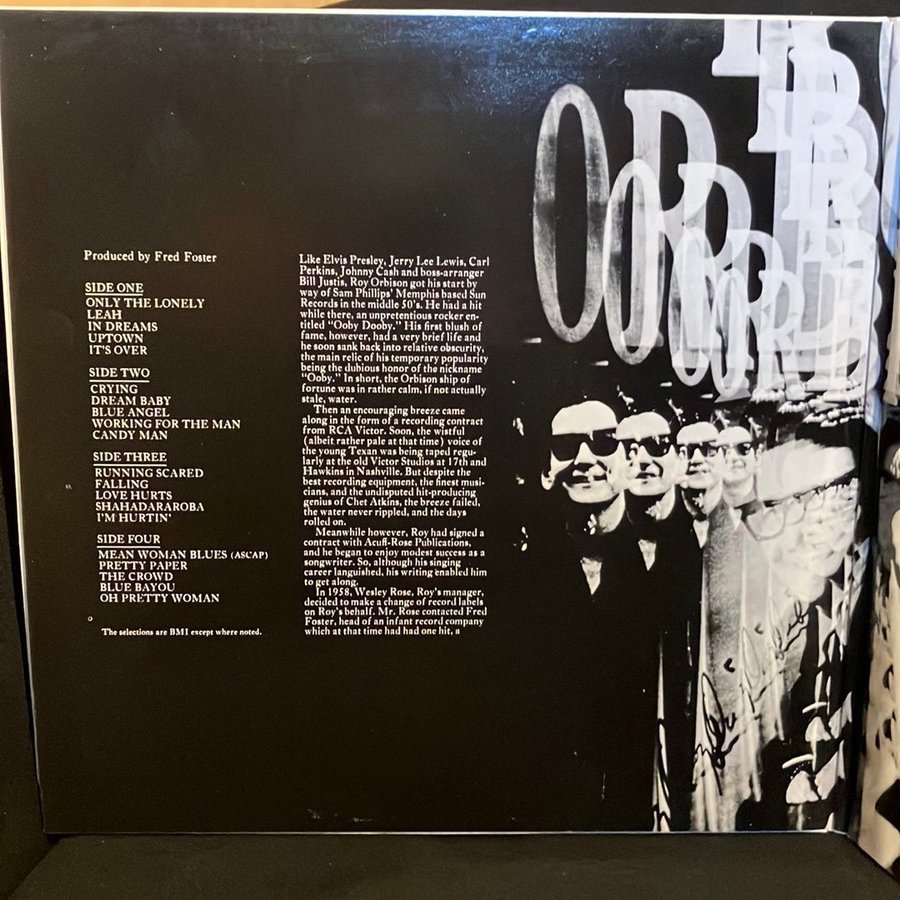 Produced by Fred Foster
SIDE ONE
ONLY THE LONELY
LEAH
IN DREAMS
UPTOWN
IT'S OVER
SIDE TWO
CRYING
DREAM BABY
BLUE ANGEL
WORKING FOR THE MAN
CANDY MAN
SIDE THREE
RUNNING SCARED
FALLING
LOVE HURTS
SHAHADARAROBA
I'M HURTIN'
SIDE FOUR
MEAN WOMAN BLUES (ASCAP)
PRETTY PAPER
THE CROWD
BLUE BAYOU
OH PRETTY WOMAN
The selections are BMI except where noted.
Like Elvis Presley, Jerry Lee Lewis, Carl
Perkins, Johnny Cash and boss-arranger
Bill Justis, Roy Orbison got his start by
way of Sam Phillips' Memphis based Sun
Records in the middle 50's. He had a hit
while there, an unpretentious rocker en-
titled "Ooby Dooby." His first blush of
fame, however, had a very brief life and
he soon sank back into relative obscurity,
the main relic of his temporary popularity
being the dubious honor of the nickname
"Ooby." In short, the Orbison ship of
fortune was in rather calm, if not actually
stale, water.
Then an encouraging breeze came
along in the form of a recording contract
from RCA Victor. Soon, the wistful
(albeit rather pale at that time) voice of
the young Texan was being taped regu-
larly at the old Victor Studios at 17th and
Hawkins in Nashville. But despite the
best recording equipment, the finest musi-
cians, and the undisputed hit-producing
genius of Chet Atkins, the breeze failed,
the water never rippled, and the days
rolled on.
Meanwhile however, Roy had signed a
contract with Acuff-Rose Publications,
and he began to enjoy modest success as a
songwriter. So, although his singing
career languished, his writing enabled him
to get along.
In 1958, Wesley Rose, Roy's manager,
decided to make a change of record labels
on Roy's behalf. Mr. Rose contacted Fred
Foster, head of an infant record company
which at that time had had one hit, a